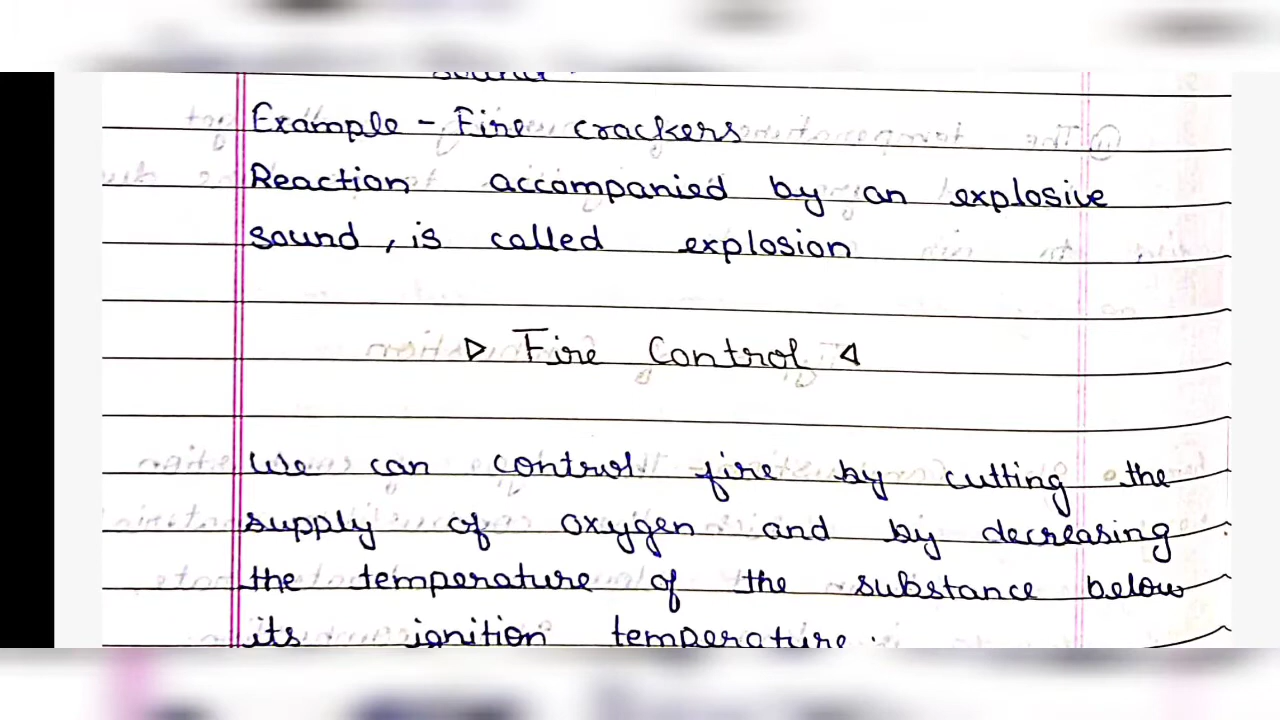 sound.
Example - Fire crackers
Reaction accompanied by an explosive
sound, is called explosion
▷ Fire Control ◁
We can control fire by cutting the
supply of oxygen and by decreasing
the temperature of the substance below
its ignition temperature.